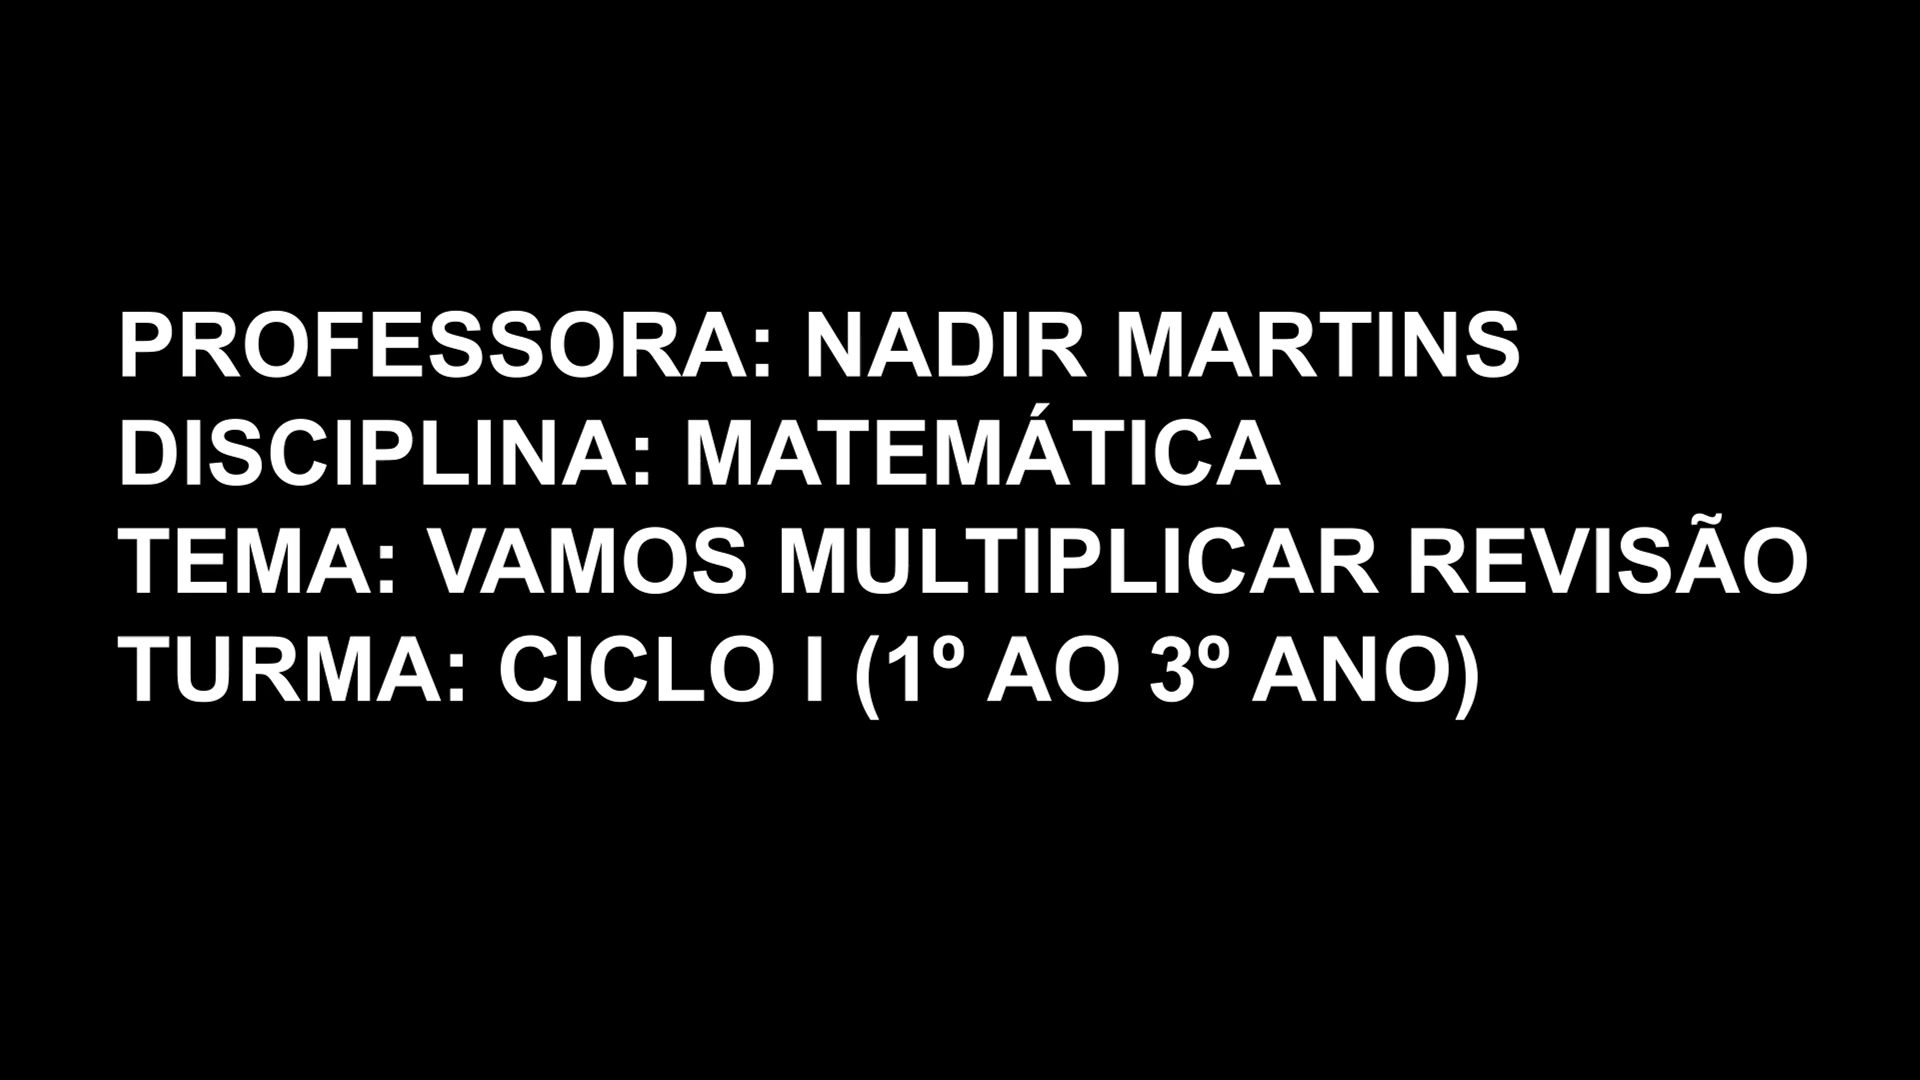 PROFESSORA: NADIR MARTINS
DISCIPLINA: MATEMÁTICA
TEMA: VAMOS MULTIPLICAR REVISÃO
TURMA: CICLO I (1º AO 3º ANO)